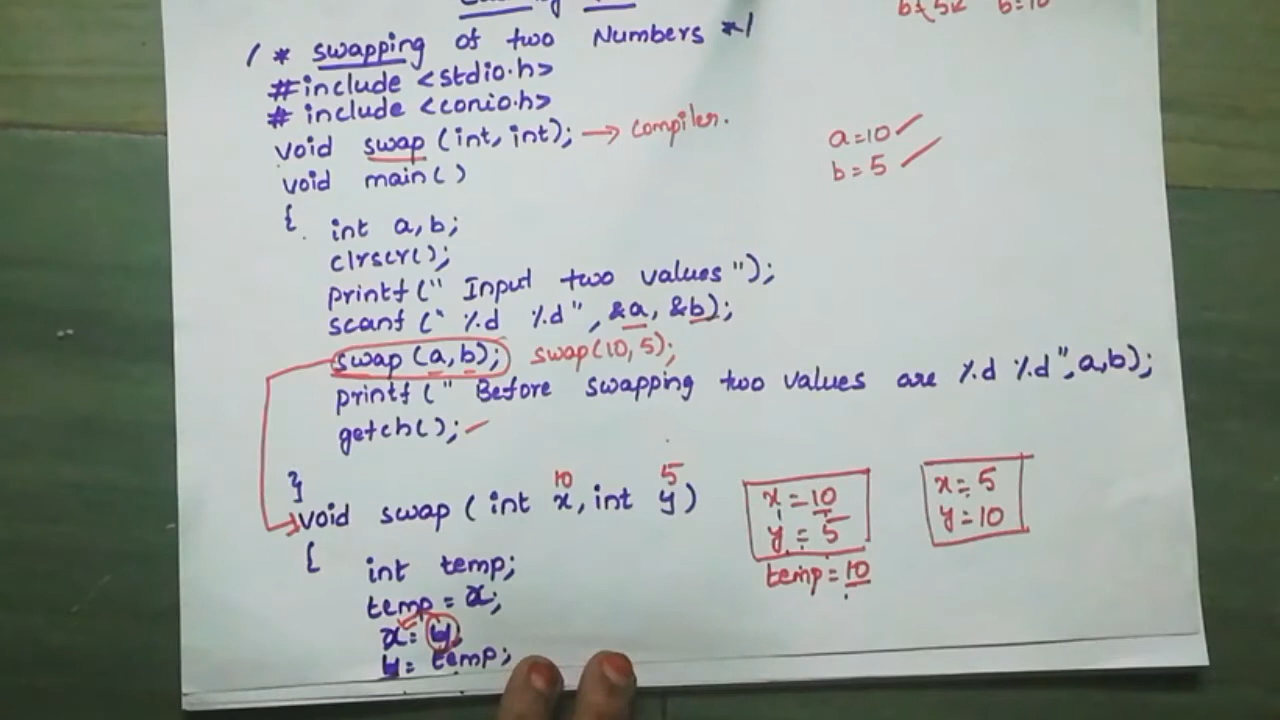 b=10
/* swapping of two Numbers */
#include <stdio.h>
# include <conio.h>
void swap (int, int); → compiler.
a=10
b=5
void main()
{
int a,b;
clrscr();
printf(" Input two values");
scanf (" %d %d", &a, &b);
swap (a,b); swap(10,5);
printf (" Before swapping two values are %d %d",a,b);
getch();
}
10 5
void swap ( int x, int y)
x=10
y=5
temp=10
x=5
y=10
{
int temp;
temp = x;
x= y
y= temp;